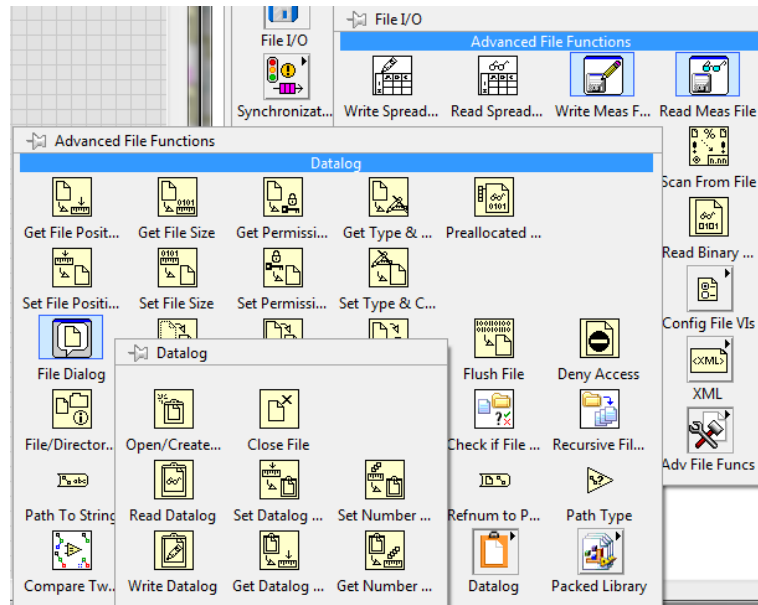 File I/O
File I/O
Advanced File Functions
Synchronizat... Write Spread... Read Spread... Write Meas F... Read Meas File
Advanced File Functions
Datalog
Scan From File
Get File Posit... Get File Size Get Permissi... Get Type & ... Preallocated ...
Read Binary ...
Set File Positi... Set File Size Set Permissi... Set Type & C...
Config File VIs
Datalog
File Dialog Flush File Deny Access
XML
File/Director... Open/Create... Close File Check if File ... Recursive Fil...
Adv File Funcs
Path To String Read Datalog Set Datalog ... Set Number ... Refnum to P... Path Type
Compare Tw... Write Datalog Get Datalog ... Get Number ... Datalog Packed Library